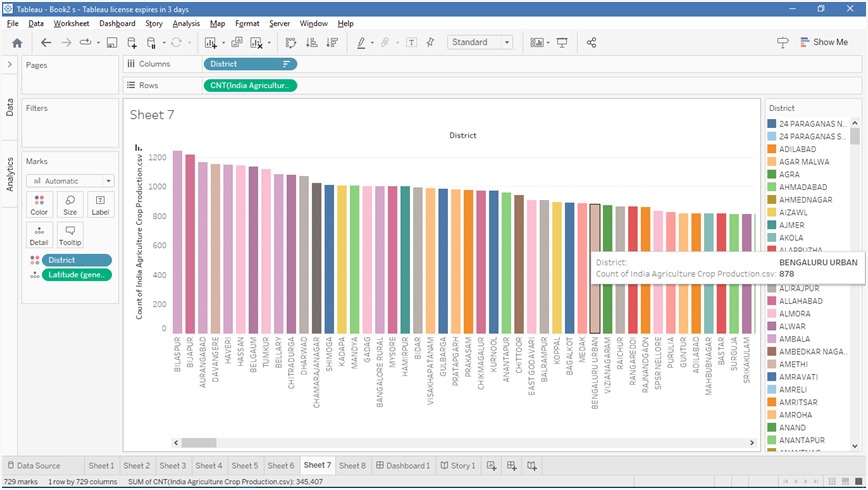 Tableau - Book2 s - Tableau license expires in 3 days
File Data Worksheet Dashboard Story Analysis Map Format Server Window Help
Standard
Show Me
Pages
Columns District
Rows CNT(India Agricultur..
Filters
Marks
Automatic
Color Size Label
Detail Tooltip
District
Latitude (gene..
Data
Analytics
Sheet 7
District
Count of India Agriculture Crop Production.csv
1200
1000
800
600
400
200
0
BILASPUR
BIJAPUR
AURANGABAD
DAVANGERE
HAVERI
HASSAN
BELGAUM
TUMKUR
BELLARY
CHITRADURGA
DHARWAD
CHAMARAJANAGAR
SHIMOGA
KADAPA
MANDYA
GADAG
BANGALORE RURAL
MYSORE
HAMIRPUR
BIDAR
VISAKHAPATANAM
GULBARGA
PRATAPGARH
PRAKASAM
CHIKMAGALUR
KURNOOL
ANANTAPUR
CHITTOOR
EAST GODAVARI
BALRAMPUR
KOPPAL
BAGALKOT
MEDAK
BENGALURU URBAN
VIZIANAGARAM
RAICHUR
RANGAREDDI
RAJNANDGAON
SPSR NELLORE
PURULIA
GUNTUR
ADILABAD
MAHBUBNAGAR
BASTAR
SURGUJA
SRIKAKULAM
District: BENGALURU URBAN
Count of India Agriculture Crop Production.csv: 878
District
24 PARAGANAS N...
24 PARAGANAS S...
ADILABAD
AGAR MALWA
AGRA
AHMADABAD
AHMEDNAGAR
AIZAWL
AJMER
AKOLA
ALAPPUZHA
ALIRAJPUR
ALLAHABAD
ALMORA
ALWAR
AMBALA
AMBEDKAR NAGA..
AMETHI
AMRAVATI
AMRELI
AMRITSAR
AMROHA
ANAND
ANANTAPUR
Data Source Sheet 1 Sheet 2 Sheet 3 Sheet 4 Sheet 5 Sheet 6 Sheet 7 Sheet 8 Dashboard 1 Story 1
729 marks 1 row by 729 columns SUM of CNT(India Agriculture Crop Production.csv): 345,407